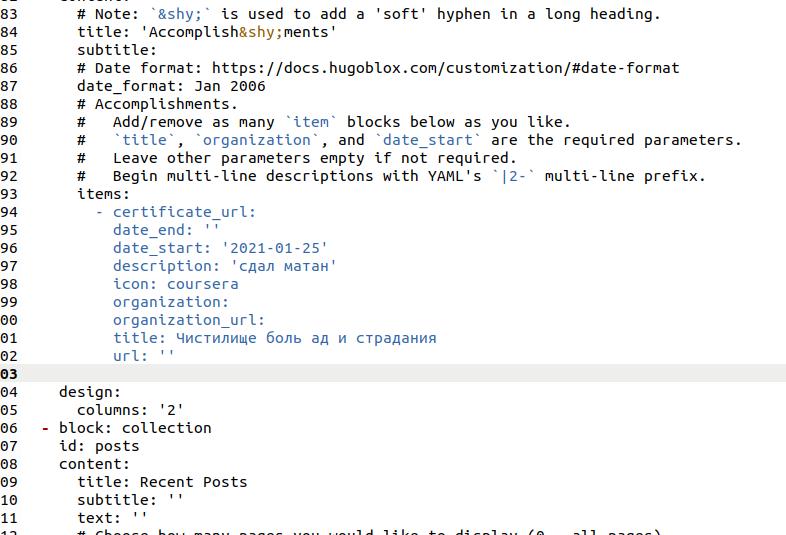 83 # Note: `&shy;` is used to add a 'soft' hyphen in a long heading.
84 title: 'Accomplish&shy;ments'
85 subtitle:
86 # Date format: https://docs.hugoblox.com/customization/#date-format
87 date_format: Jan 2006
88 # Accomplishments.
89 #   Add/remove as many `item` blocks below as you like.
90 #   `title`, `organization`, and `date_start` are the required parameters.
91 #   Leave other parameters empty if not required.
92 #   Begin multi-line descriptions with YAML's `|2-` multi-line prefix.
93 items:
94 - certificate_url:
95 date_end: ''
96 date_start: '2021-01-25'
97 description: 'сдал матан'
98 icon: coursera
99 organization:
00 organization_url:
01 title: Чистилище боль ад и страдания
02 url: ''
03
04 design:
05 columns: '2'
06 - block: collection
07 id: posts
08 content:
09 title: Recent Posts
10 subtitle: ''
11 text: ''